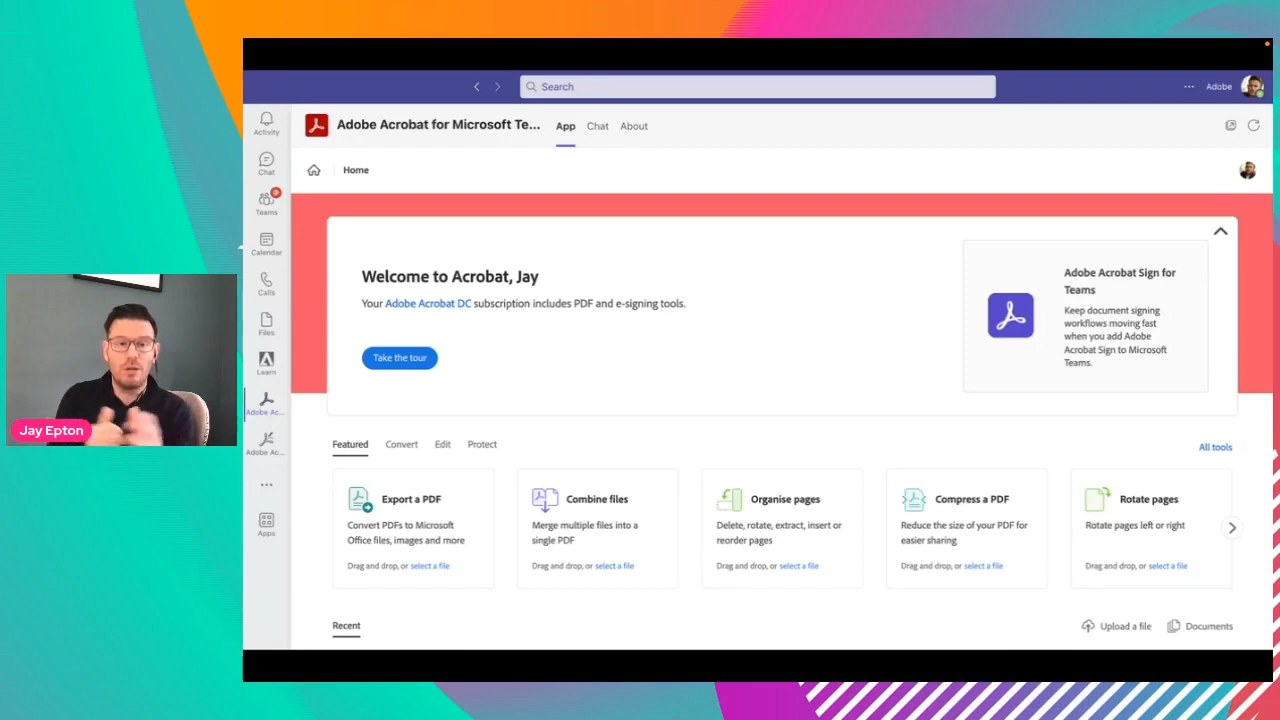 Search
Adobe
Activity
Chat
Teams
Calendar
Calls
Files
Learn
Adobe Ac...
Adobe Ac...
Apps
Adobe Acrobat for Microsoft Te...
App
Chat
About
Home
Welcome to Acrobat, Jay
Your Adobe Acrobat DC subscription includes PDF and e-signing tools.
Take the tour
Adobe Acrobat Sign for
Teams
Keep document signing
workflows moving fast
when you add Adobe
Acrobat Sign to Microsoft
Teams.
Featured
Convert
Edit
Protect
All tools
Export a PDF
Convert PDFs to Microsoft
Office files, images and more
Drag and drop, or select a file
Combine files
Merge multiple files into a
single PDF
Drag and drop, or select a file
Organise pages
Delete, rotate, extract, insert or
reorder pages
Drag and drop, or select a file
Compress a PDF
Reduce the size of your PDF for
easier sharing
Drag and drop, or select a file
Rotate pages
Rotate pages left or right
Drag and drop, or select a file
Recent
Upload a file
Documents
Jay Epton